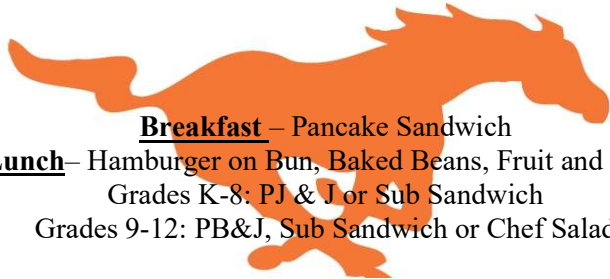 Breakfast – Pancake Sandwich
Lunch– Hamburger on Bun, Baked Beans, Fruit and
Grades K-8: PJ & J or Sub Sandwich
Grades 9-12: PB&J, Sub Sandwich or Chef Salad